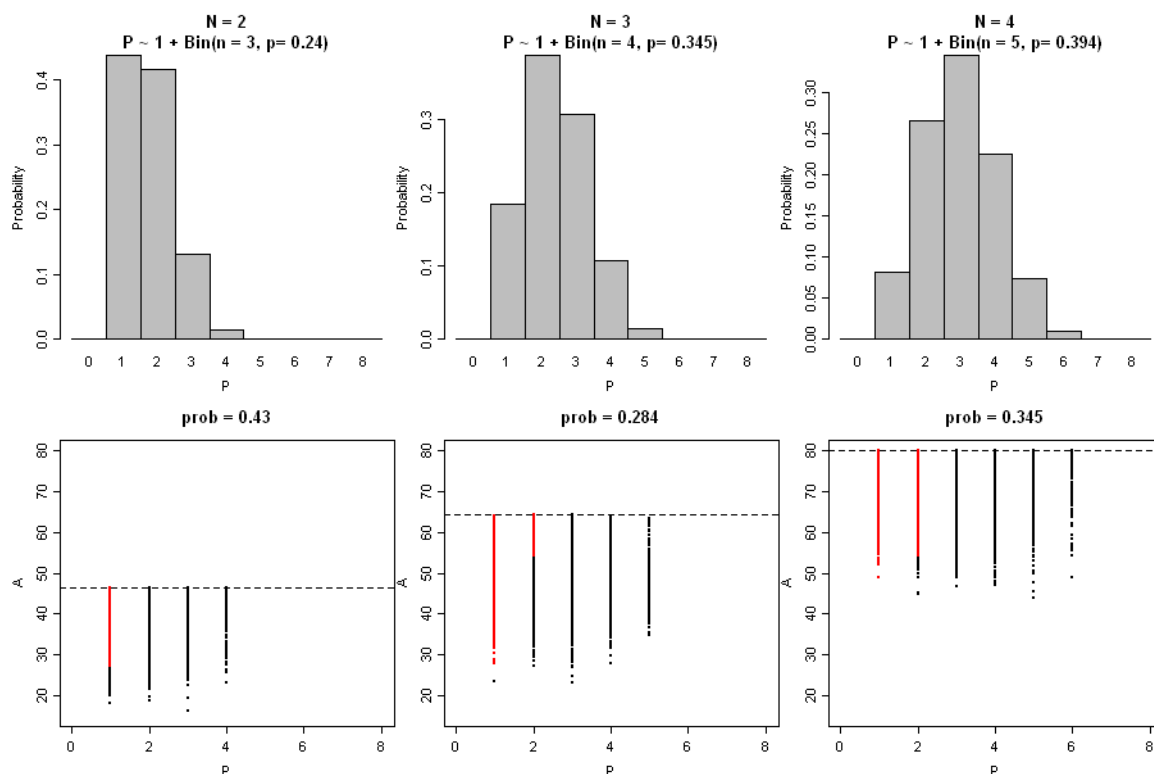 N = 2
P ~ 1 + Bin(n = 3, p= 0.24)
Probability
0.0 0.1 0.2 0.3 0.4
0 1 2 3 4 5 6 7 8
P
N = 3
P ~ 1 + Bin(n = 4, p= 0.345)
Probability
0.0 0.1 0.2 0.3
0 1 2 3 4 5 6 7 8
P
N = 4
P ~ 1 + Bin(n = 5, p= 0.394)
Probability
0.00 0.05 0.10 0.15 0.20 0.25 0.30
0 1 2 3 4 5 6 7 8
P
prob = 0.43
A
20 30 40 50 60 70 80
0 2 4 6 8
P
prob = 0.284
A
20 30 40 50 60 70 80
0 2 4 6 8
P
prob = 0.345
A
20 30 40 50 60 70 80
0 2 4 6 8
P